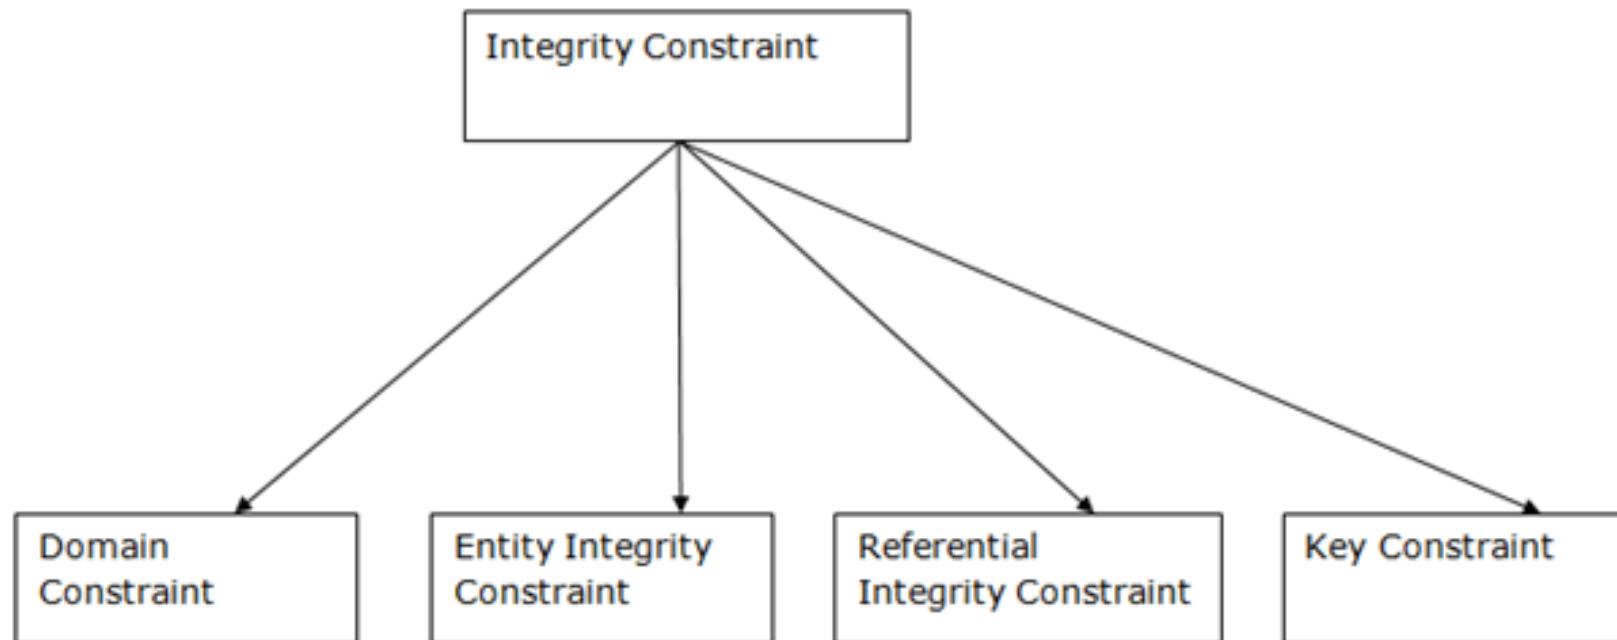 Integrity Constraint
Domain
Constraint
Entity Integrity
Constraint
Referential
Integrity Constraint
Key Constraint